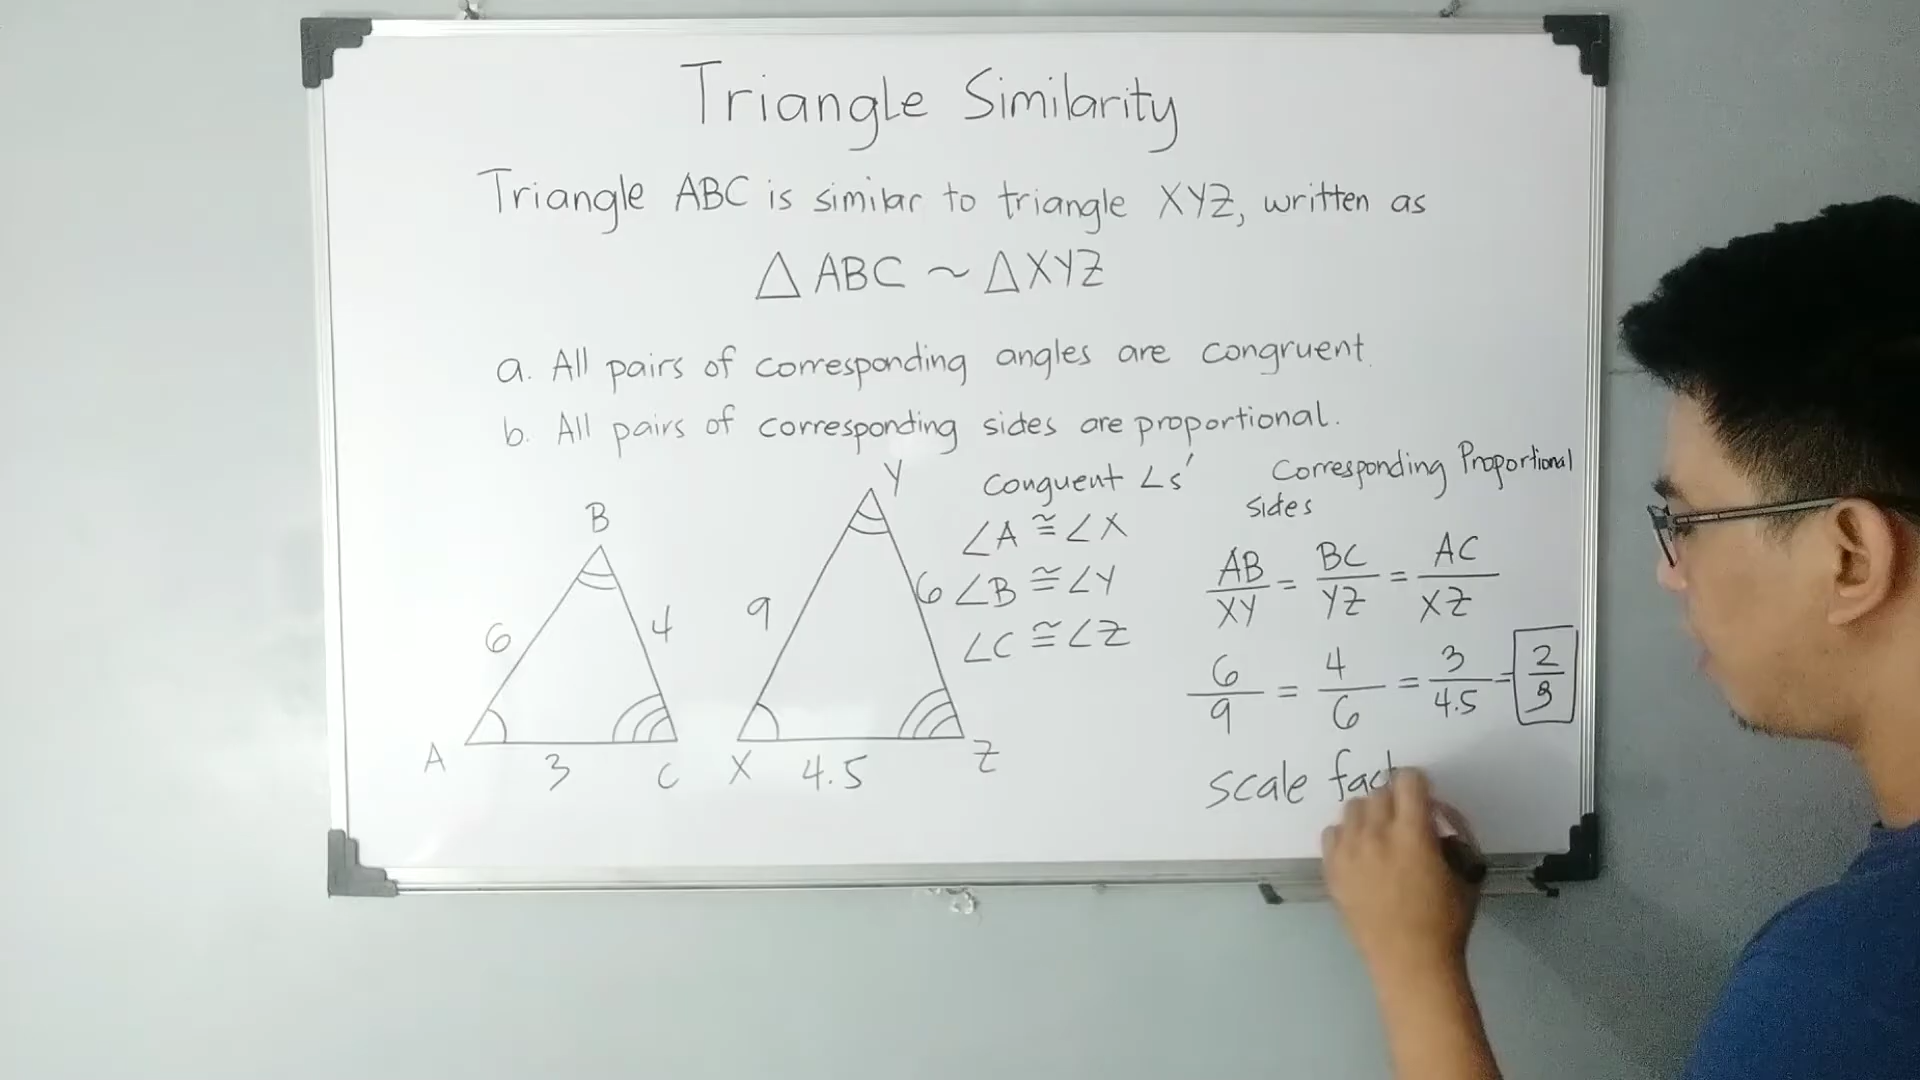 Triangle Similarity
Triangle ABC is similar to triangle XYZ, written as
△ABC ~ △XYZ
a. All pairs of corresponding angles are congruent.
b. All pairs of corresponding sides are proportional.
B
6
4
A
3
C
Y
9
6
X
4.5
Z
Conguent ∠s'
∠A ≅ ∠X
∠B ≅ ∠Y
∠C ≅ ∠Z
Corresponding Proportional
sides
AB/XY = BC/YZ = AC/XZ
6/9 = 4/6 = 3/4.5 = 2/3
scale fact